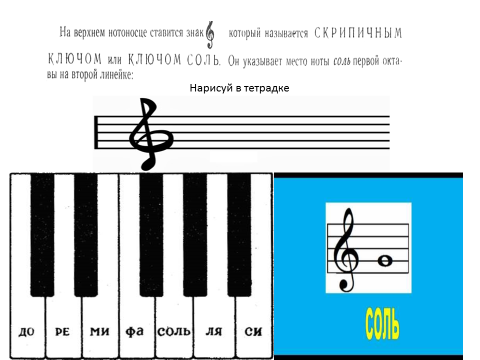 На верхнем нотоносце ставится знак который называется СКРИПИЧНЫМ
КЛЮЧОМ или КЛЮЧОМ СОЛЬ. Он указывает место ноты соль первой окта-
вы на второй линейке:
Нарисуй в тетрадке
до ре ми фа соль ля си
СОЛЬ